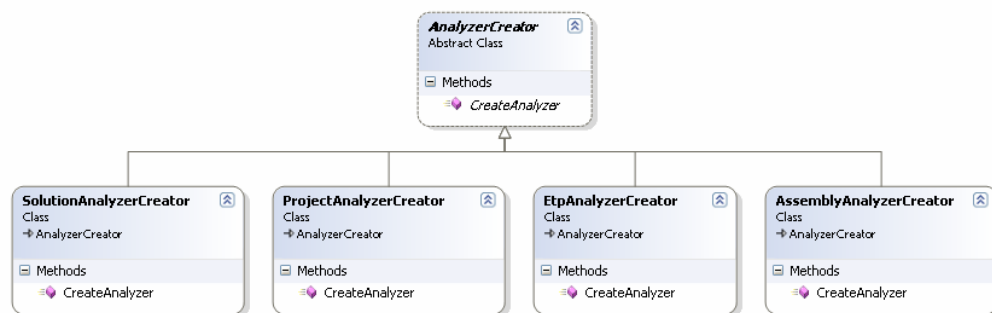 AnalyzerCreator
Abstract Class
Methods
CreateAnalyzer
SolutionAnalyzerCreator
Class
AnalyzerCreator
Methods
CreateAnalyzer
ProjectAnalyzerCreator
Class
AnalyzerCreator
Methods
CreateAnalyzer
EtpAnalyzerCreator
Class
AnalyzerCreator
Methods
CreateAnalyzer
AssemblyAnalyzerCreator
Class
AnalyzerCreator
Methods
CreateAnalyzer